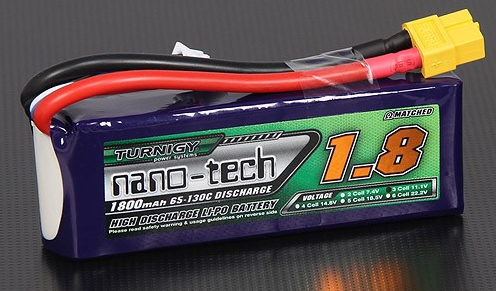 Ω MATCHED
TURNIGY
power systems
nano-tech
1.8
1800mah 65-130C DISCHARGE
HIGH DISCHARGE LI-PO BATTERY
Please read safety warning & usage guidelines on reverse side
VOLTAGE
2 Cell 7.4V 3 Cell 11.1V
4 Cell 14.8V 5 Cell 18.5V 6 Cell 22.2V